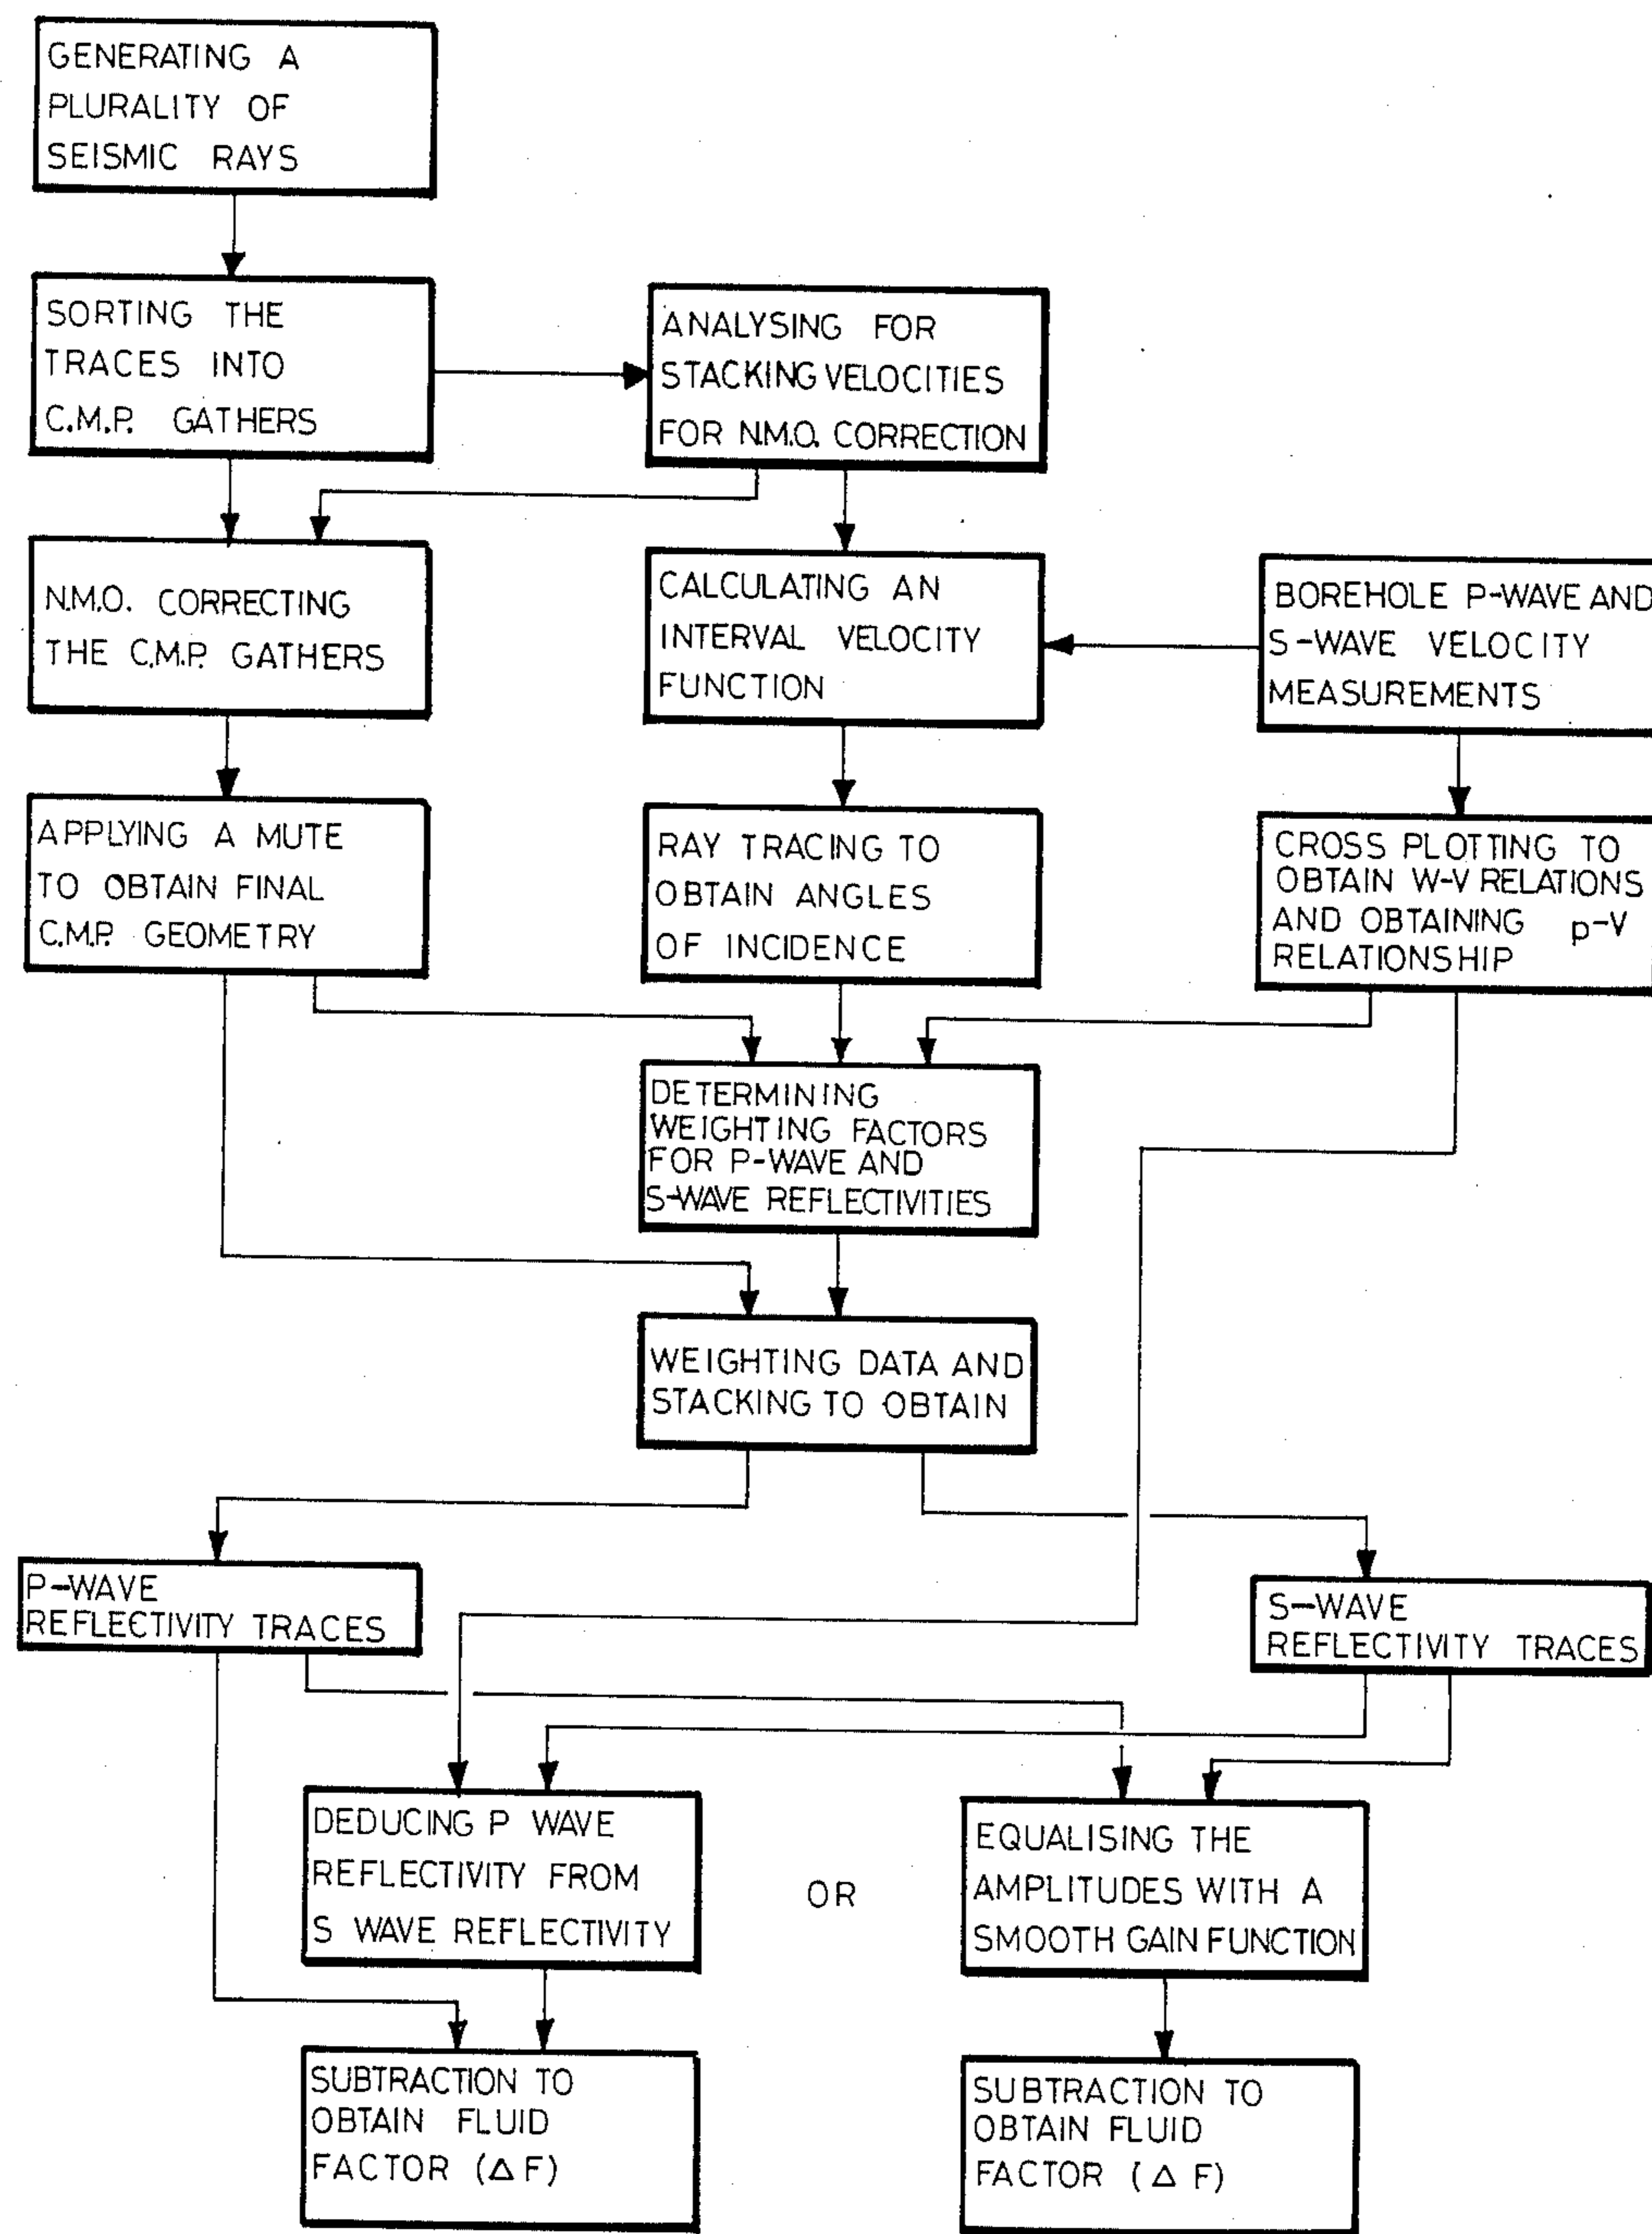 GENERATING A
PLURALITY OF
SEISMIC RAYS
SORTING THE
TRACES INTO
C.M.P. GATHERS
ANALYSING FOR
STACKING VELOCITIES
FOR N.M.O. CORRECTION
N.M.O. CORRECTING
THE C.M.P. GATHERS
CALCULATING AN
INTERVAL VELOCITY
FUNCTION
BOREHOLE P-WAVE AND
S-WAVE VELOCITY
MEASUREMENTS
APPLYING A MUTE
TO OBTAIN FINAL
C.M.P. GEOMETRY
RAY TRACING TO
OBTAIN ANGLES
OF INCIDENCE
CROSS PLOTTING TO
OBTAIN W-V RELATIONS
AND OBTAINING p-V
RELATIONSHIP
DETERMINING
WEIGHTING FACTORS
FOR P-WAVE AND
S-WAVE REFLECTIVITIES
WEIGHTING DATA AND
STACKING TO OBTAIN
P-WAVE
REFLECTIVITY TRACES
S-WAVE
REFLECTIVITY TRACES
DEDUCING P WAVE
REFLECTIVITY FROM
S WAVE REFLECTIVITY
OR
EQUALISING THE
AMPLITUDES WITH A
SMOOTH GAIN FUNCTION
SUBTRACTION TO
OBTAIN FLUID
FACTOR (Δ F)
SUBTRACTION TO
OBTAIN FLUID
FACTOR ( Δ F)